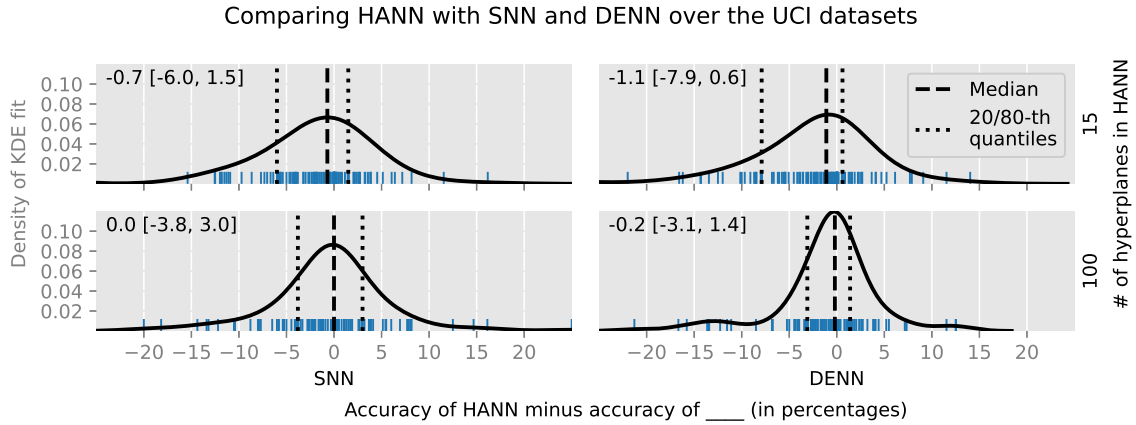 Comparing HANN with SNN and DENN over the UCI datasets
Density of KDE fit
0.10
0.08
0.06
0.04
0.02
-0.7 [-6.0, 1.5]
-1.1 [-7.9, 0.6]
Median
20/80-th
quantiles
15
0.10
0.08
0.06
0.04
0.02
0.0 [-3.8, 3.0]
-0.2 [-3.1, 1.4]
100
# of hyperplanes in HANN
−20 −15 −10 −5 0 5 10 15 20
−20 −15 −10 −5 0 5 10 15 20
SNN
DENN
Accuracy of HANN minus accuracy of ____ (in percentages)